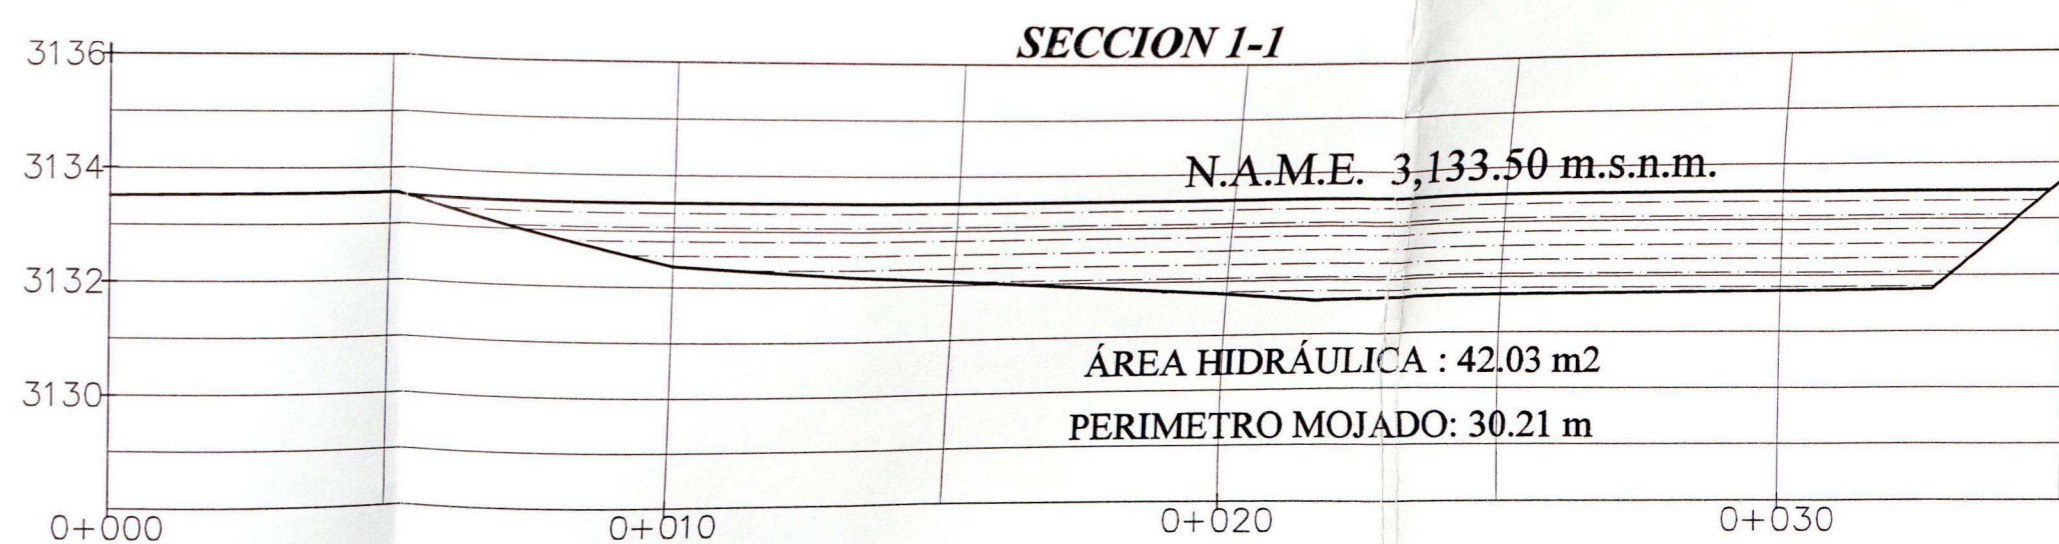 SECCION 1-1
3136
N.A.M.E. 3,133.50 m.s.n.m.
3134
3132
ÁREA HIDRÁULICA : 42.03 m2
3130
PERIMETRO MOJADO: 30.21 m
0+000 0+010 0+020 0+030